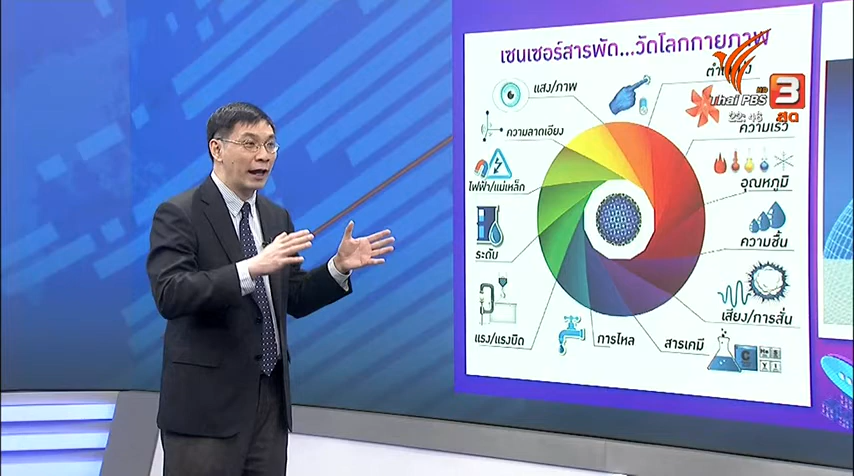 เซนเซอร์สารพัด...วัดโลกกายภาพ
แสง/ภาพ
ตำแหน่ง
Thai PBS HD 3
22:46 สด
ความลาดเอียง
ความเร็ว
ไฟฟ้า/แม่เหล็ก
อุณหภูมิ
ระดับ
ความชื้น
เสียง/การสั่น
แรง/แรงบิด
การไหล
สารเคมี